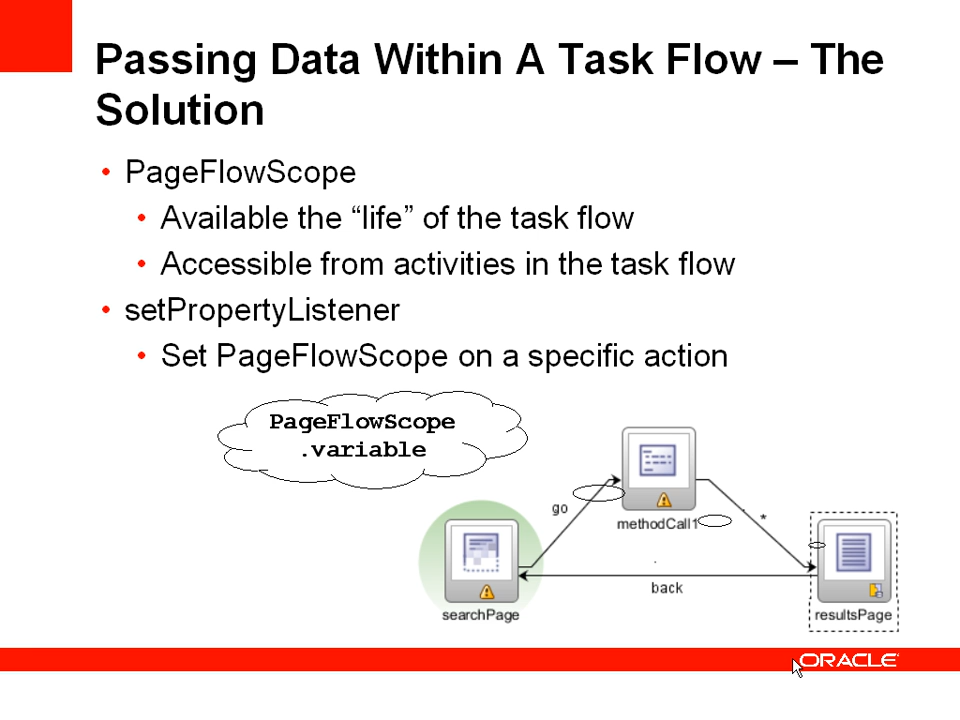 Passing Data Within A Task Flow – The
Solution
• PageFlowScope
• Available the “life” of the task flow
• Accessible from activities in the task flow
• setPropertyListener
• Set PageFlowScope on a specific action
PageFlowScope
.variable
go
methodCall1
*
back
searchPage
resultsPage
ORACLE